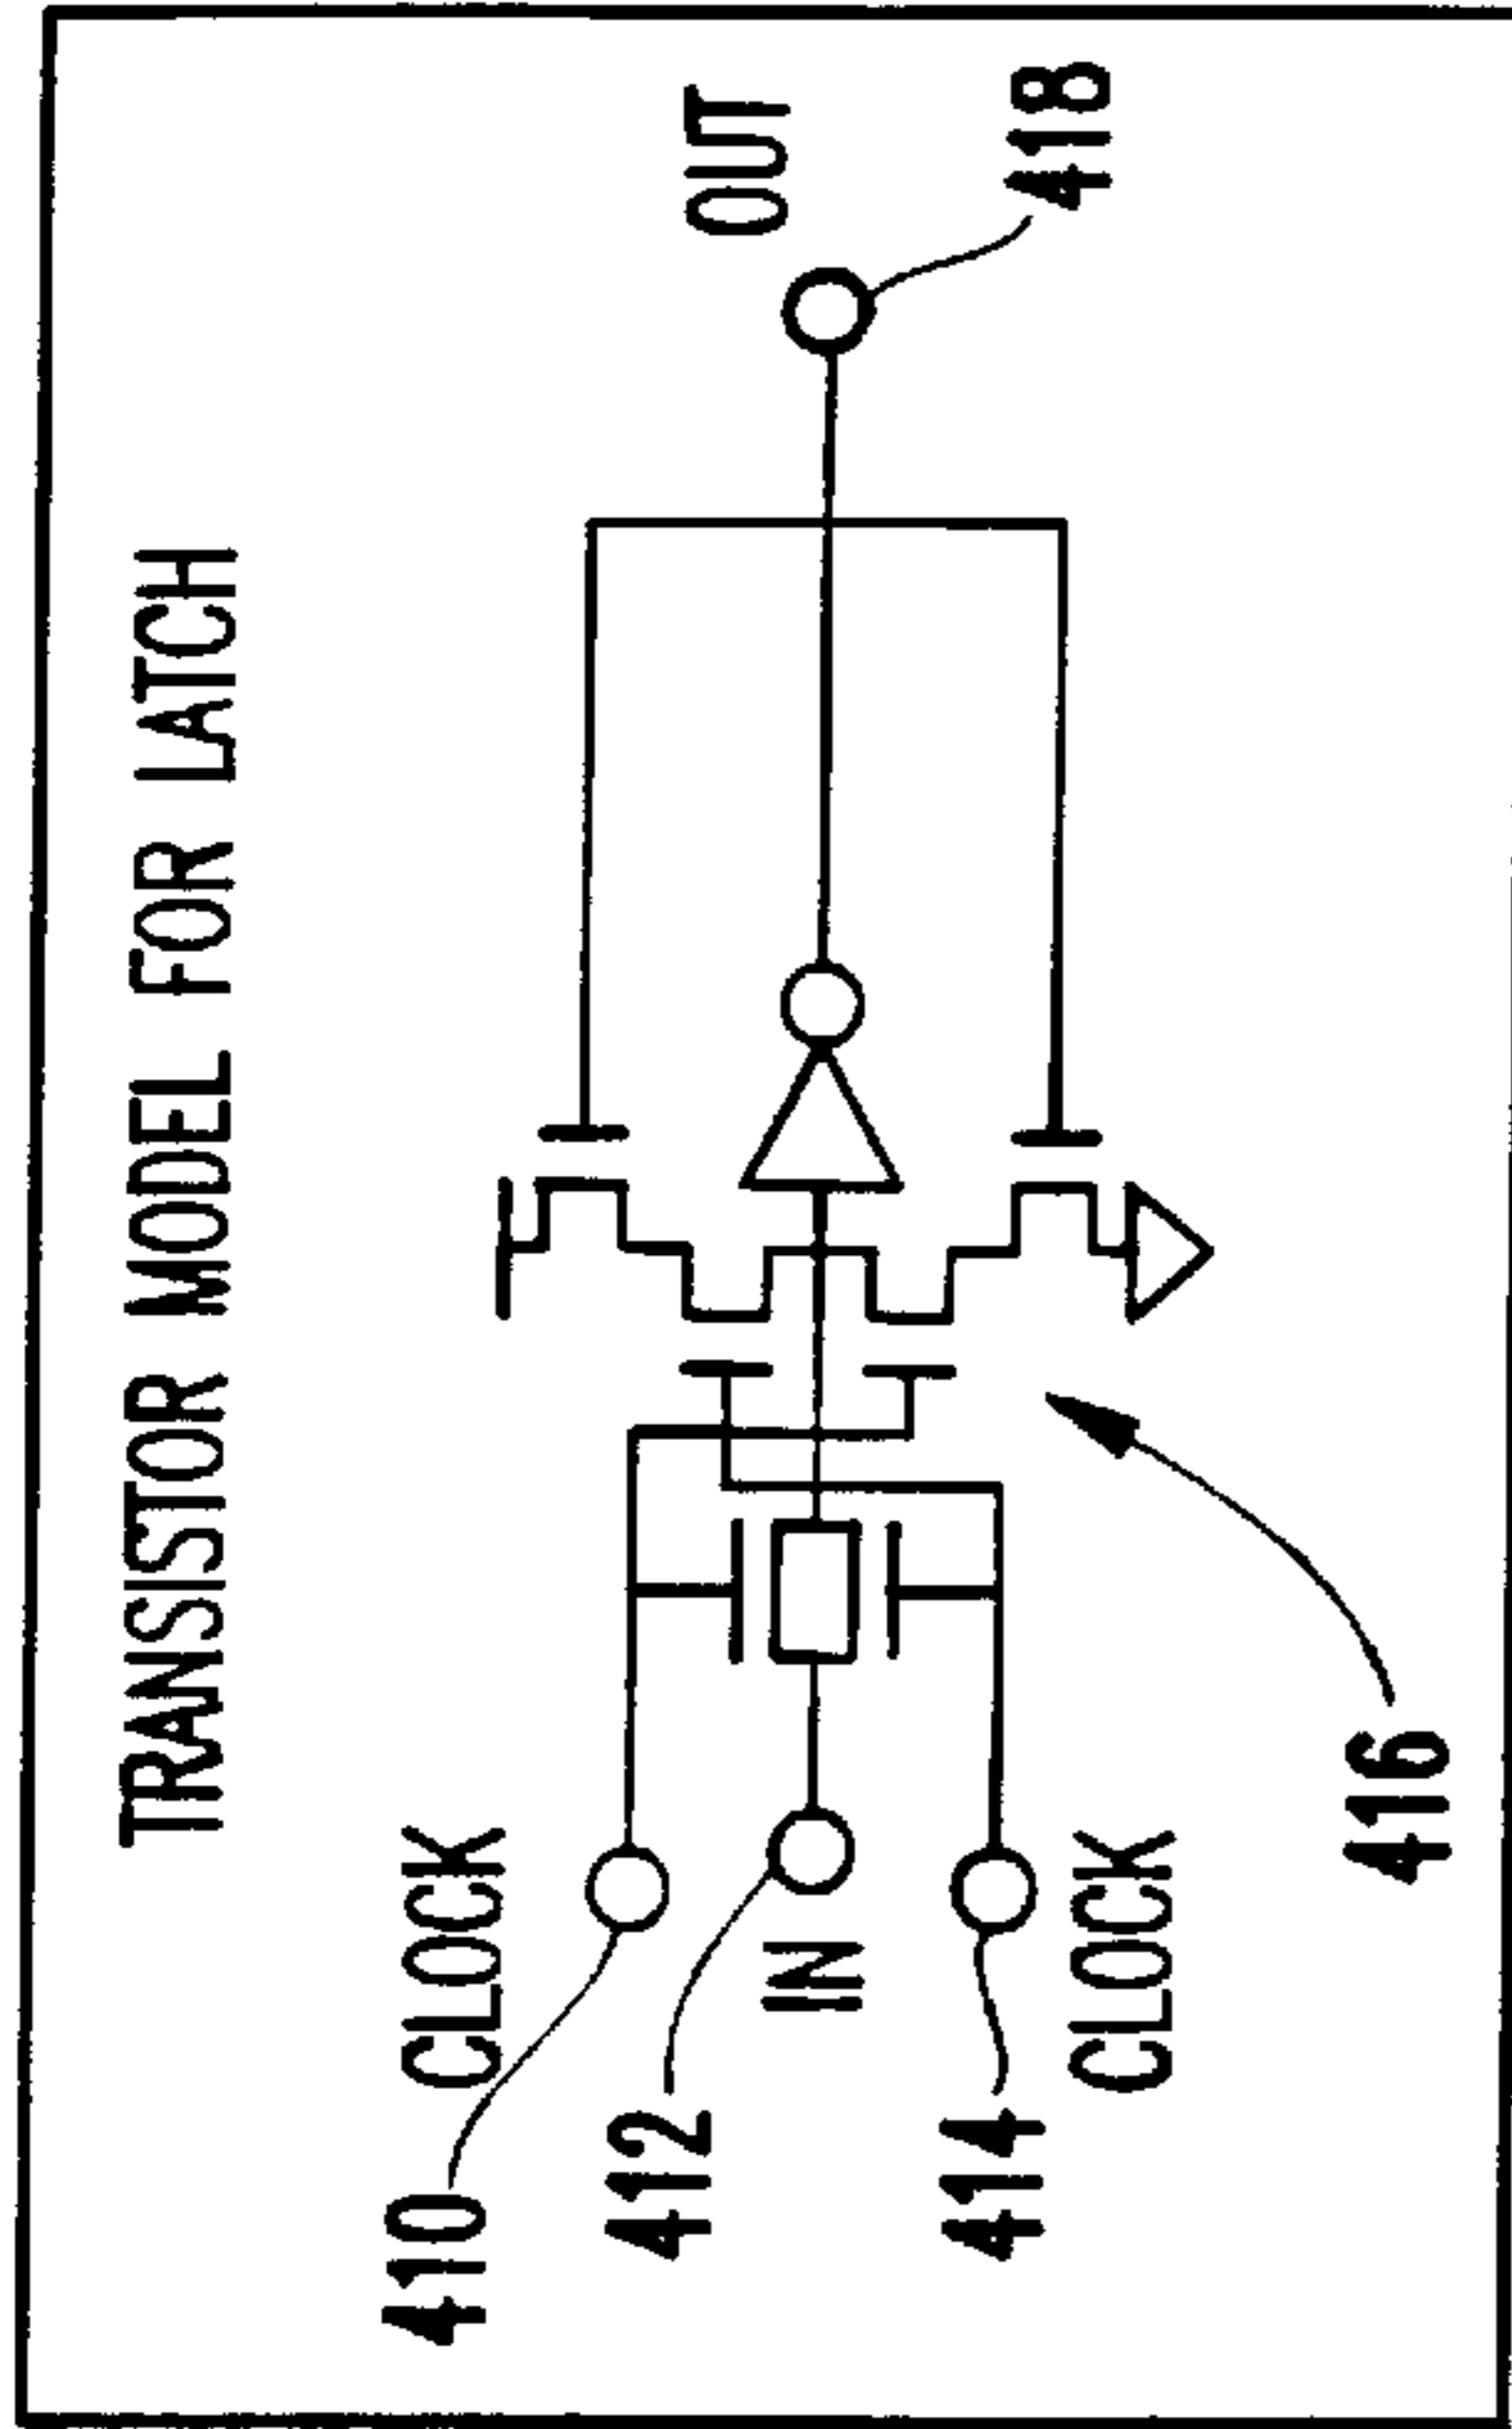 TRANSISTOR MODEL FOR LATCH
410
CLOCK
412
IN
OUT
414
CLOCK
418
416